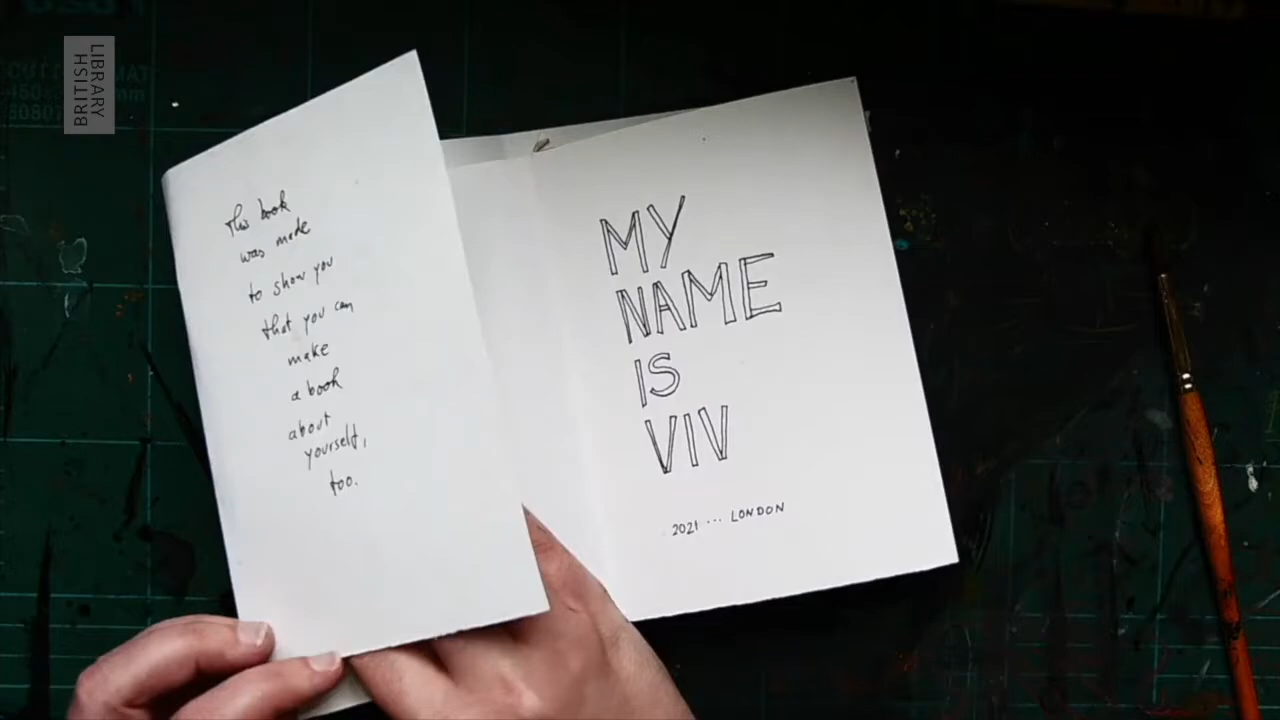 BRITISH
LIBRARY
This book
was made
to show you
that you can
make
a book
about
yourself,
too.
MY
NAME
IS
VIV
2021 ... LONDON